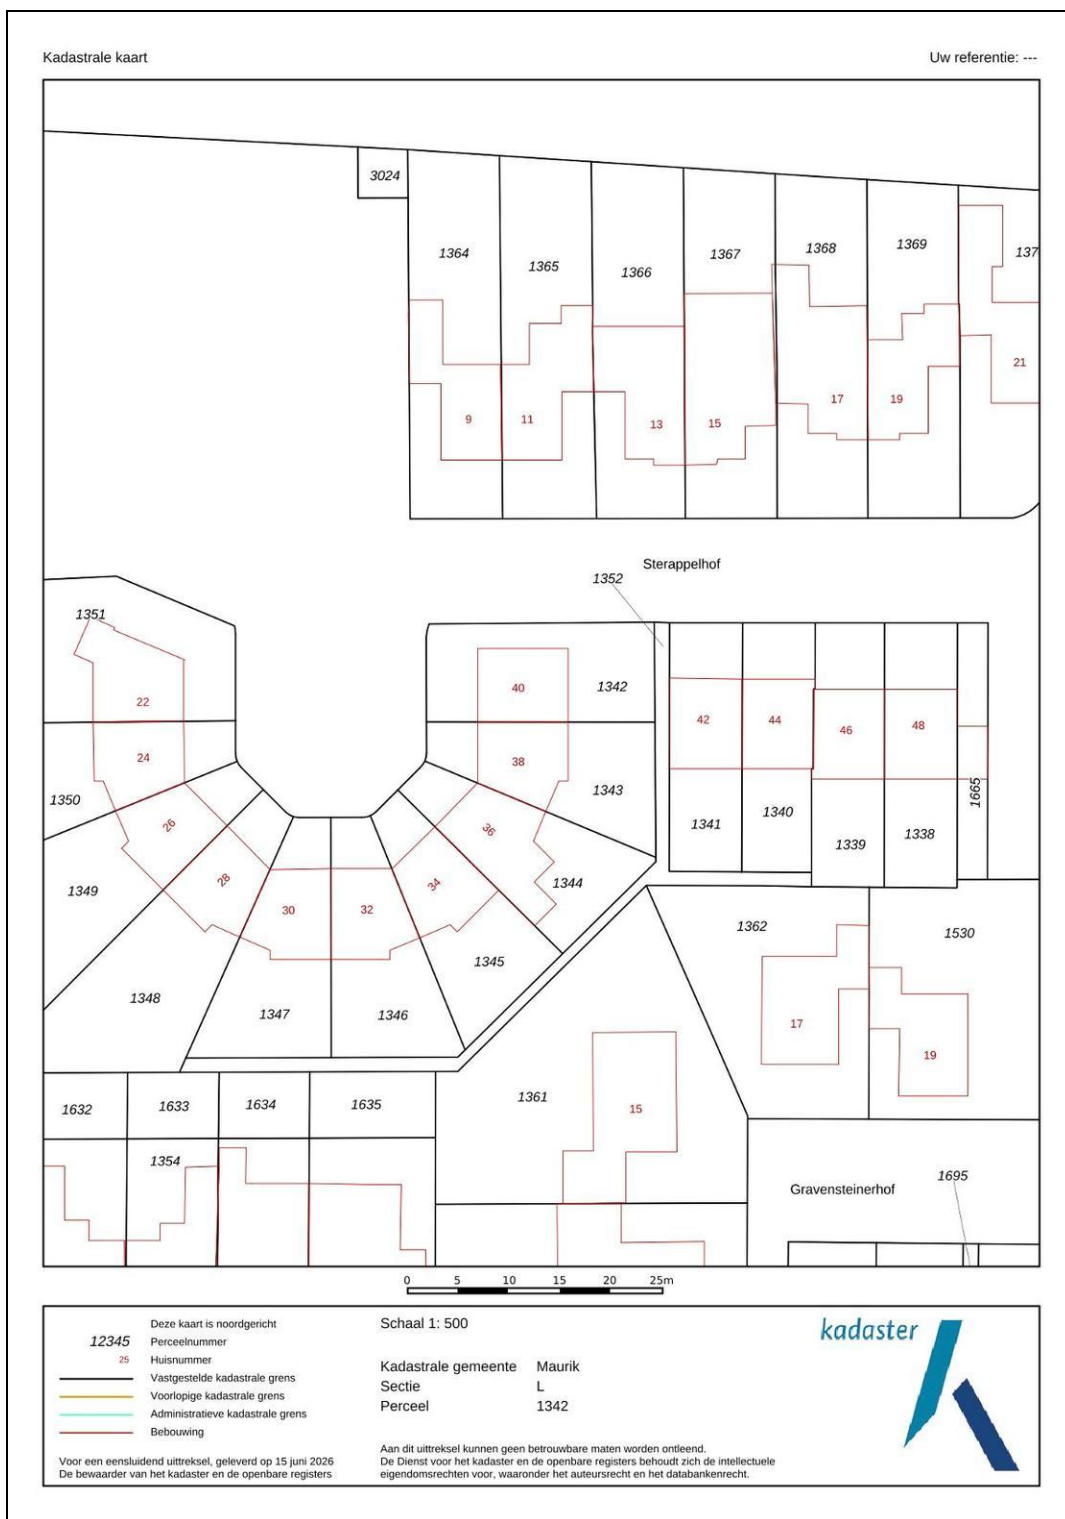 Kadastrale kaart
Uw referentie: ---
3024
1364
1365
1366
1367
1368
1369
137
9
11
13
15
17
19
21
Sterappelhof
1352
1351
22
24
1350
26
1349
28
1348
30
1347
32
1346
34
1345
36
1344
38
1343
40
1342
42
44
46
48
1341
1340
1339
1338
1665
1362
1530
17
19
1361
15
1632
1633
1634
1635
1354
Gravensteinerhof
1695
0 5 10 15 20 25m
Deze kaart is noordgericht
12345 Perceelnummer
25 Huisnummer
Vastgestelde kadastrale grens
Voorlopige kadastrale grens
Administratieve kadastrale grens
Bebouwing
Voor een eensluidend uittreksel, geleverd op 15 juni 2026
De bewaarder van het kadaster en de openbare registers
Schaal 1: 500
Kadastrale gemeente Maurik
Sectie L
Perceel 1342
Aan dit uittreksel kunnen geen betrouwbare maten worden ontleend.
De Dienst voor het kadaster en de openbare registers behoudt zich de intellectuele
eigendomsrechten voor, waaronder het auteursrecht en het databankenrecht.
kadaster